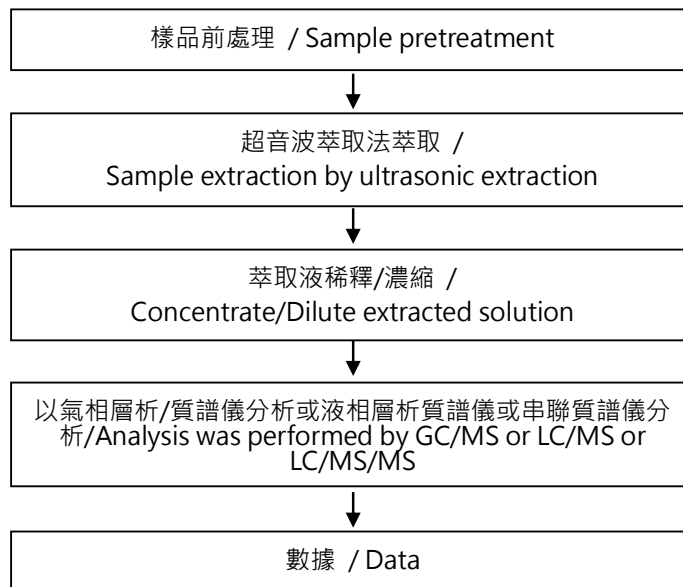 樣品前處理 / Sample pretreatment
超音波萃取法萃取 /
Sample extraction by ultrasonic extraction
萃取液稀釋/濃縮 /
Concentrate/Dilute extracted solution
以氣相層析/質譜儀分析或液相層析質譜儀或串聯質譜儀分
析/Analysis was performed by GC/MS or LC/MS or
LC/MS/MS
數據 / Data